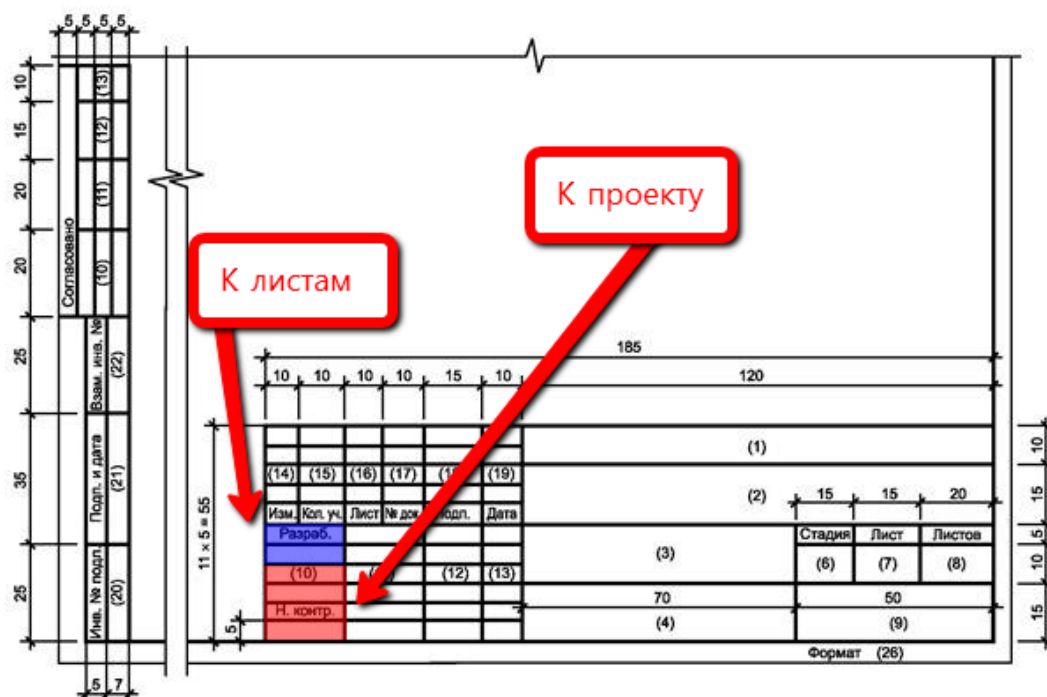 5 5 5 5
10
15
20
20
25
35
25
(13)
(12)
(11)
(10)
Согласовано
Взам. инв. №
(22)
Подп. и дата
(21)
Инв. № подл.
(20)
5 7
К проекту
К листам
185
10 10 10 10 15 10 120
11 × 5 = 55
(1)
10
(14) (15) (16) (17) (19)
(2)
15 15 20
Изм. Кол. уч. Лист № док. Подп. Дата
Разраб.
Стадия Лист Листов
5
(3)
(6) (7) (8)
10
(10) (12) (13)
70 50
Н. контр.
5
(4) (9)
15
Формат (26)